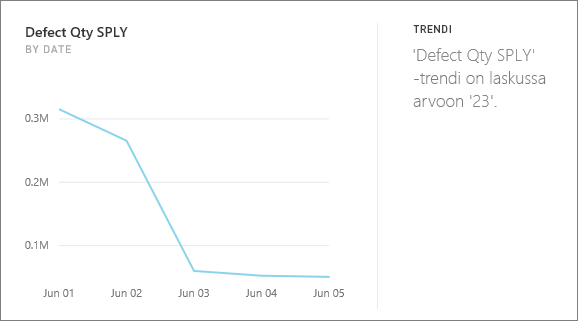 Defect Qty SPLY
BY DATE
0.3M
0.2M
0.1M
Jun 01
Jun 02
Jun 03
Jun 04
Jun 05
TRENDI
'Defect Qty SPLY'
-trendi on laskussa
arvoon '23'.